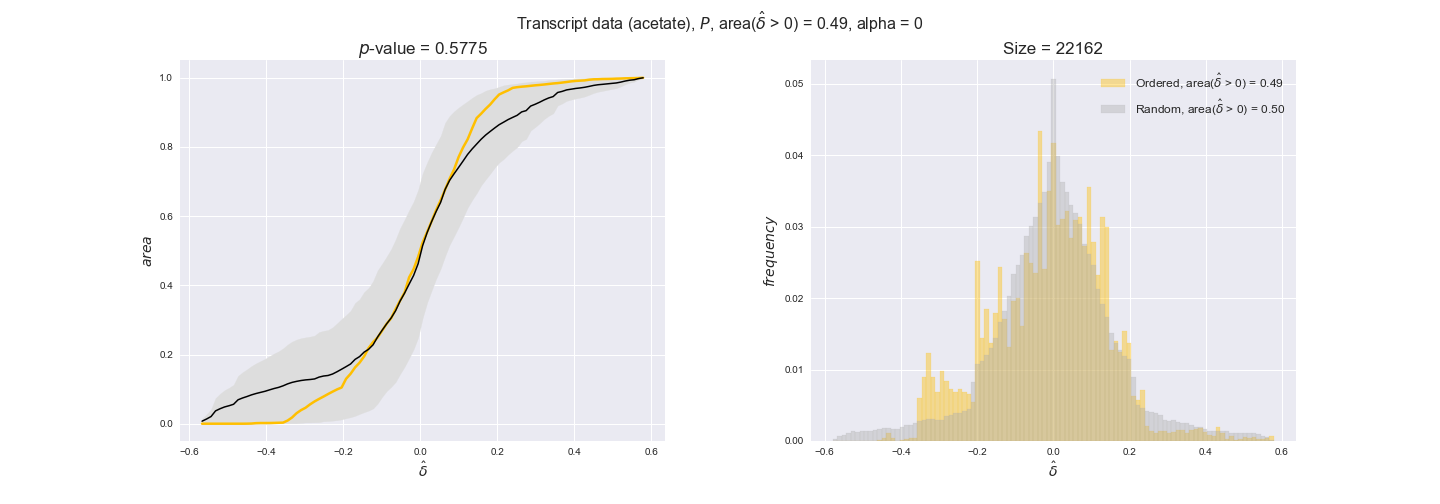 Transcript data (acetate), P, area(δ̂ > 0) = 0.49, alpha = 0
p-value = 0.5775
1.0
0.8
0.6
0.4
0.2
0.0
area
−0.6 −0.4 −0.2 0.0 0.2 0.4 0.6
δ̂
Size = 22162
Ordered, area(δ̂ > 0) = 0.49
Random, area(δ̂ > 0) = 0.50
0.05
0.04
0.03
0.02
0.01
0.00
frequency
−0.6 −0.4 −0.2 0.0 0.2 0.4 0.6
δ̂